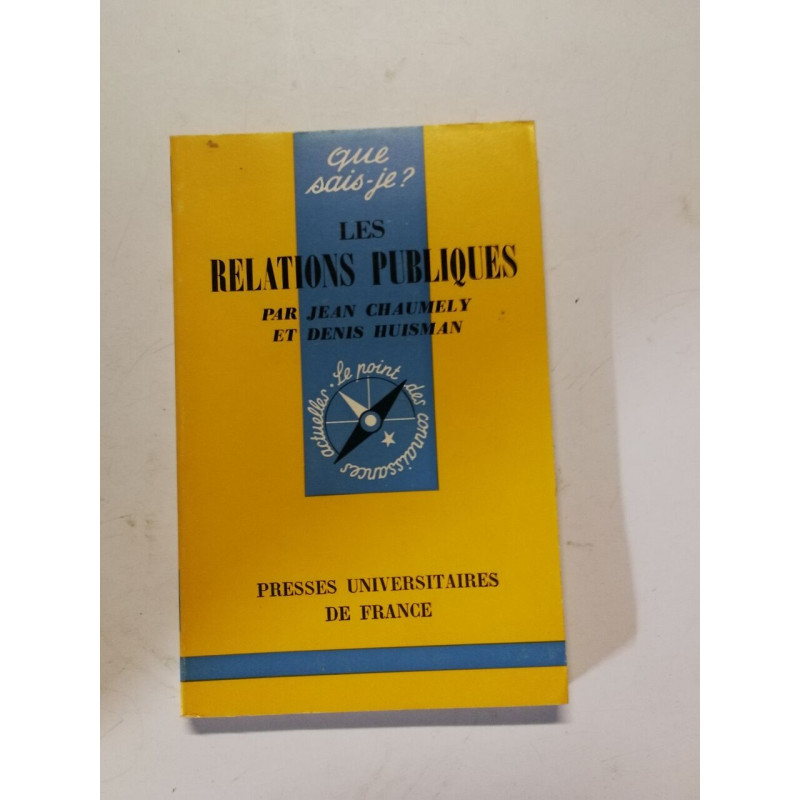 que
sais-je?
LES
RELATIONS PUBLIQUES
PAR JEAN CHAUMELY
ET DENIS HUISMAN
Le point des connaissances actuelles.
PRESSES UNIVERSITAIRES
DE FRANCE